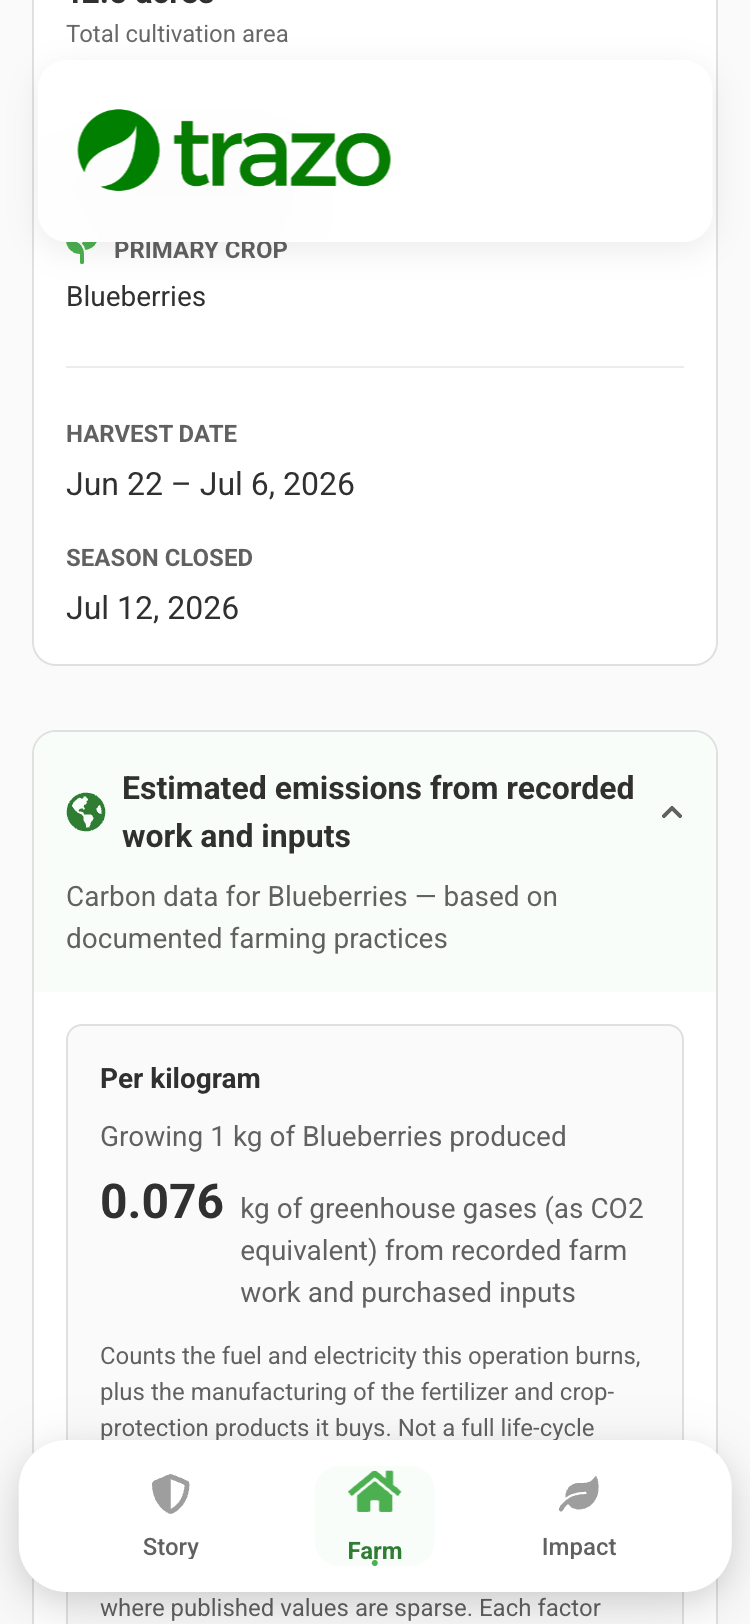 Total cultivation area
trazo
PRIMARY CROP
Blueberries
HARVEST DATE
Jun 22 – Jul 6, 2026
SEASON CLOSED
Jul 12, 2026
Estimated emissions from recorded
work and inputs
Carbon data for Blueberries — based on
documented farming practices
Per kilogram
Growing 1 kg of Blueberries produced
0.076 kg of greenhouse gases (as CO2
equivalent) from recorded farm
work and purchased inputs
Counts the fuel and electricity this operation burns,
plus the manufacturing of the fertilizer and crop-
protection products it buys. Not a full life-cycle
Story
Farm
Impact
where published values are sparse. Each factor